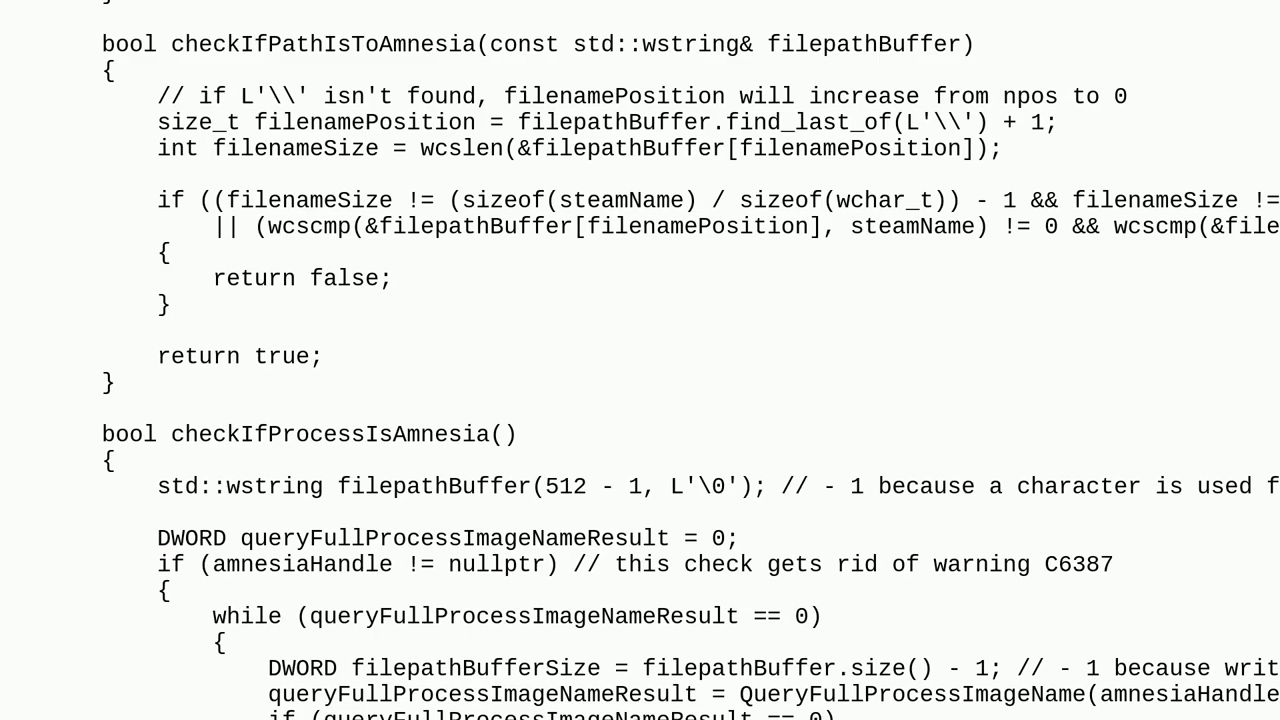 bool checkIfPathIsToAmnesia(const std::wstring& filepathBuffer)
{
    // if L'\\' isn't found, filenamePosition will increase from npos to 0
    size_t filenamePosition = filepathBuffer.find_last_of(L'\\') + 1;
    int filenameSize = wcslen(&filepathBuffer[filenamePosition]);

    if ((filenameSize != (sizeof(steamName) / sizeof(wchar_t)) - 1 && filenameSize !=
        || (wcscmp(&filepathBuffer[filenamePosition], steamName) != 0 && wcscmp(&file
    {
        return false;
    }

    return true;
}

bool checkIfProcessIsAmnesia()
{
    std::wstring filepathBuffer(512 - 1, L'\0'); // - 1 because a character is used f

    DWORD queryFullProcessImageNameResult = 0;
    if (amnesiaHandle != nullptr) // this check gets rid of warning C6387
    {
        while (queryFullProcessImageNameResult == 0)
        {
            DWORD filepathBufferSize = filepathBuffer.size() - 1; // - 1 because writ
            queryFullProcessImageNameResult = QueryFullProcessImageName(amnesiaHandle
            if (queryFullProcessImageNameResult == 0)